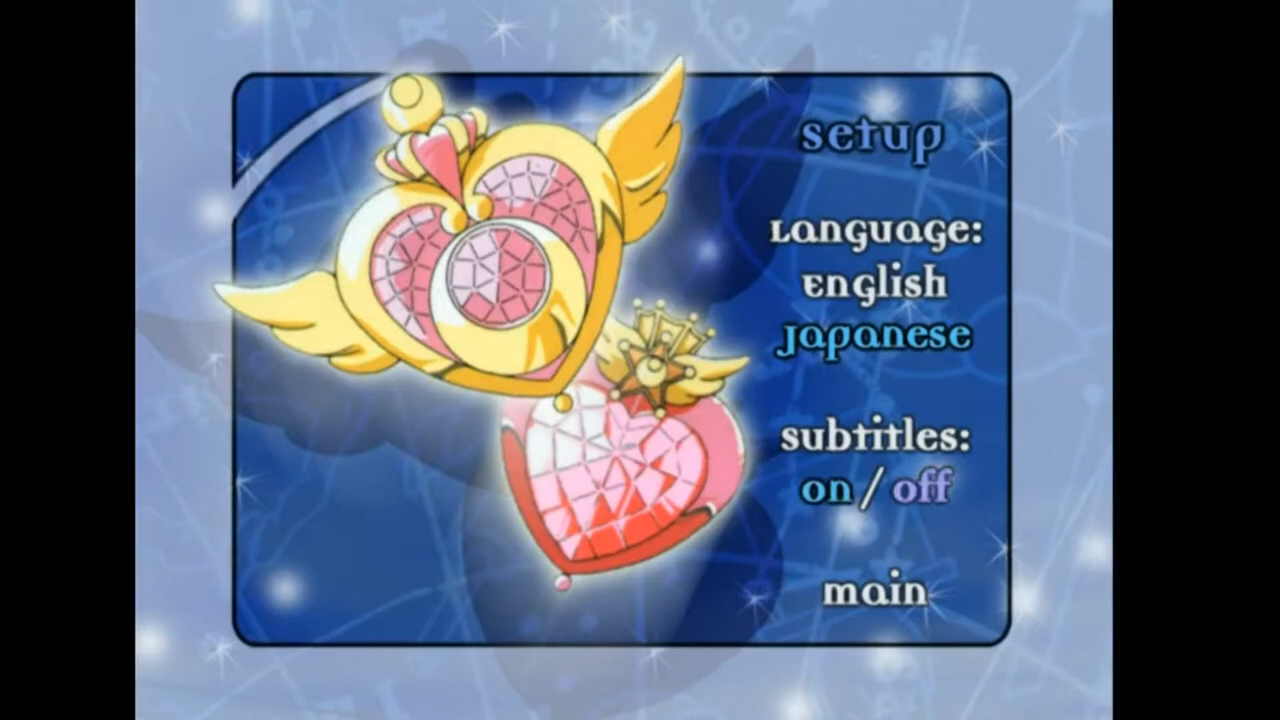 setup
Language:
English
Japanese
subtitles:
on / off
main